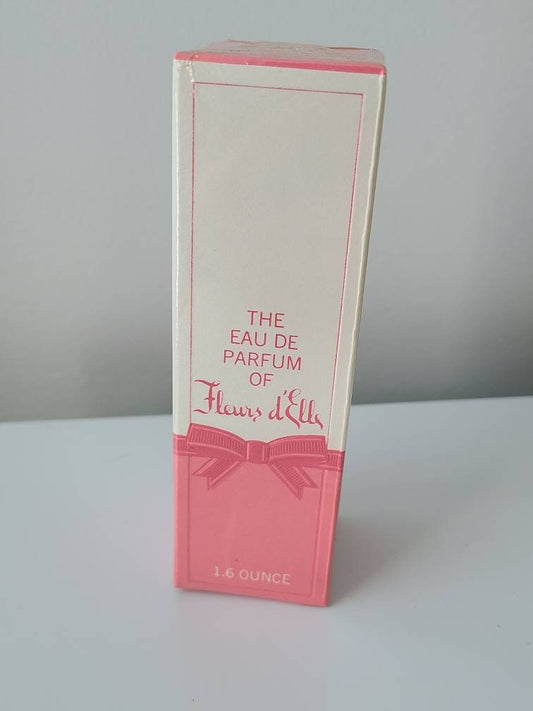 THE
EAU DE
PARFUM
OF
Fleurs d'Elle
1.6 OUNCE